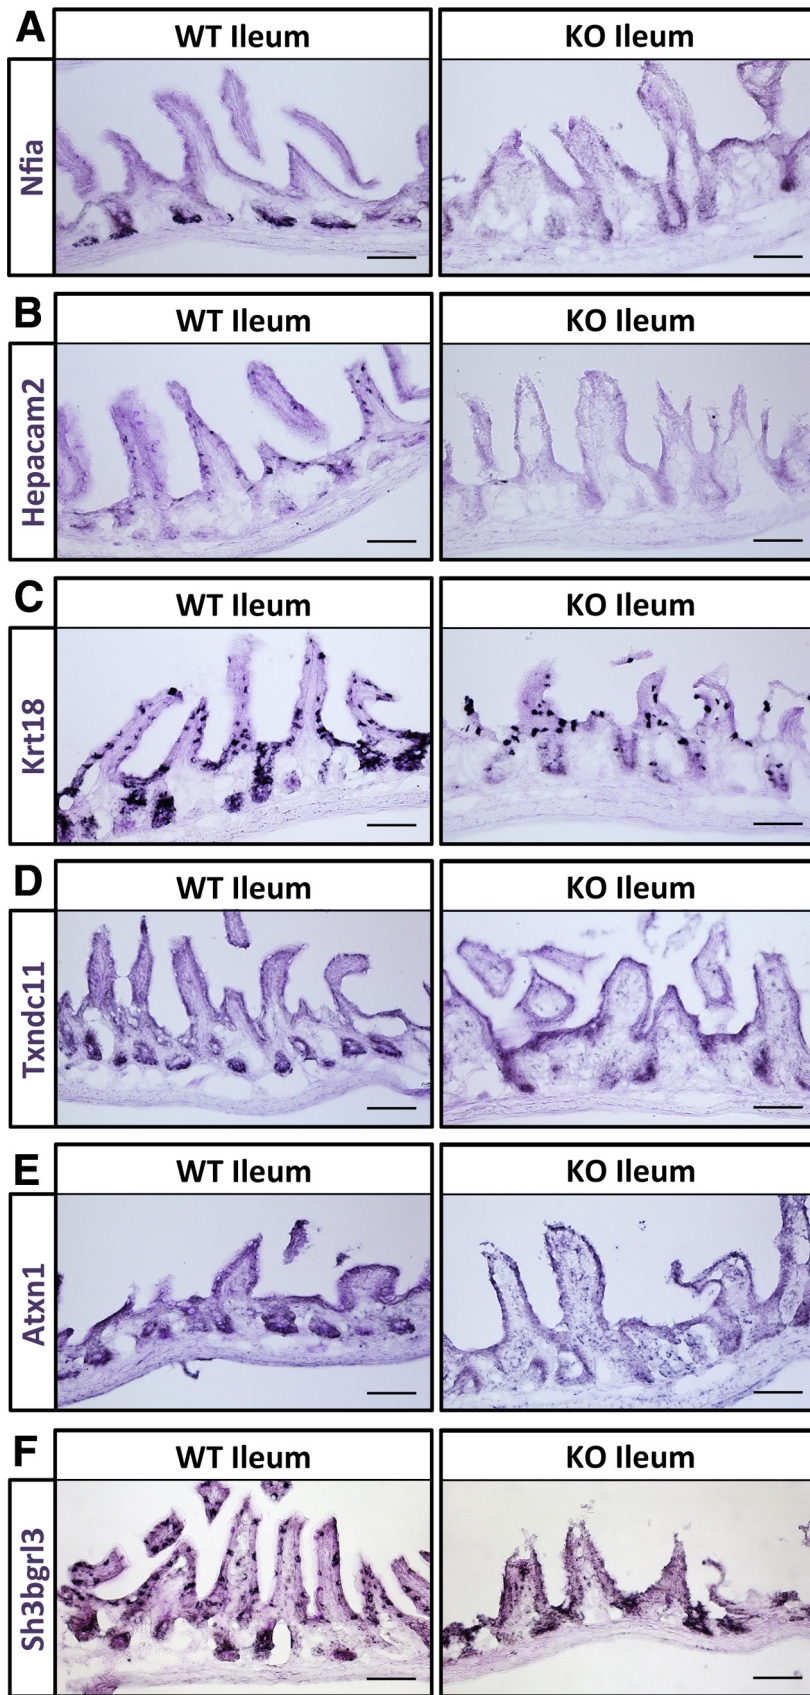 A
WT Ileum
KO Ileum
Nfia
B
WT Ileum
KO Ileum
Hepacam2
C
WT Ileum
KO Ileum
Krt18
D
WT Ileum
KO Ileum
Txndc11
E
WT Ileum
KO Ileum
Atxn1
F
WT Ileum
KO Ileum
Sh3bgrl3